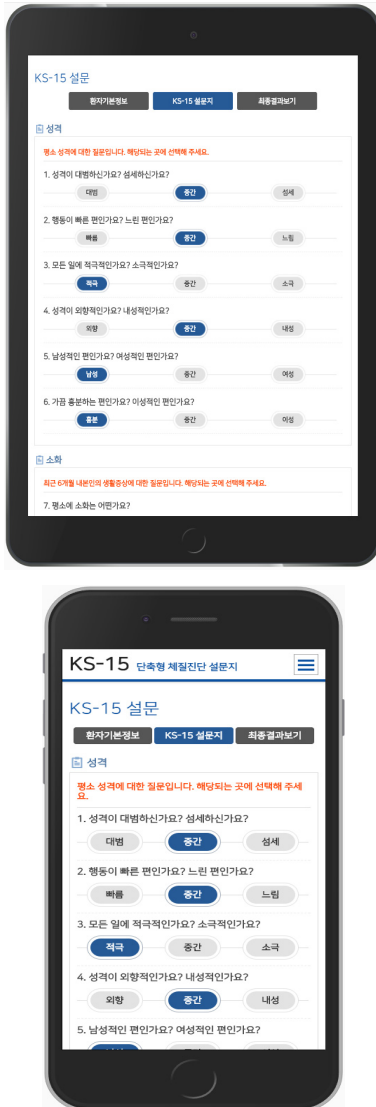 KS-15 설문
환자기본정보 KS-15 설문지 최종결과보기
성격
평소 성격에 대한 질문입니다. 해당되는 곳에 선택해 주세요.
1. 성격이 대범하신가요? 섬세하신가요?
대범 중간 섬세
2. 행동이 빠른 편인가요? 느린 편인가요?
빠름 중간 느림
3. 모든 일에 적극적인가요? 소극적인가요?
적극 중간 소극
4. 성격이 외향적인가요? 내성적인가요?
외향 중간 내성
5. 남성적인 편인가요? 여성적인 편인가요?
남성 중간 여성
6. 가끔 흥분하는 편인가요? 이성적인 편인가요?
흥분 중간 이성
소화
최근 6개월 내본인의 생활증상에 대한 질문입니다. 해당되는 곳에 선택해 주세요.
7. 평소에 소화는 어떤가요?
KS-15 단축형 체질진단 설문지
KS-15 설문
환자기본정보 KS-15 설문지 최종결과보기
성격
평소 성격에 대한 질문입니다. 해당되는 곳에 선택해 주세
요.
1. 성격이 대범하신가요? 섬세하신가요?
대범 중간 섬세
2. 행동이 빠른 편인가요? 느린 편인가요?
빠름 중간 느림
3. 모든 일에 적극적인가요? 소극적인가요?
적극 중간 소극
4. 성격이 외향적인가요? 내성적인가요?
외향 중간 내성
5. 남성적인 편인가요? 여성적인 편인가요?